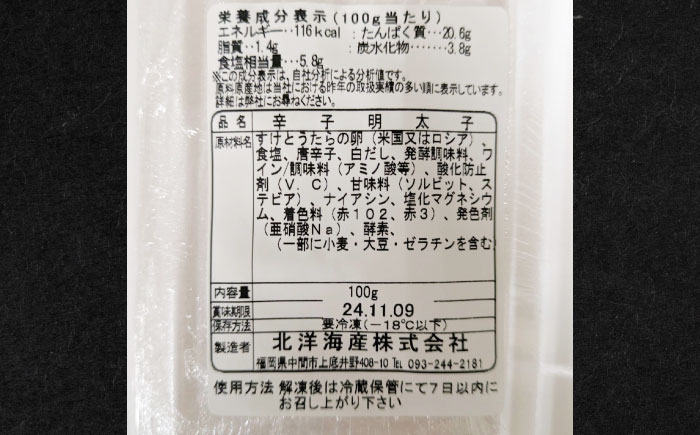 栄養成分表示(100g当たり)
エネルギー‥116kcal:たんぱく質‥20.6g
脂質‥1.4g :炭水化物‥‥3.8g
食塩相当量‥5.8g
※この成分表示は、自社分析による分析値です。
原料原産地は当社における昨年の取扱実績の多い順に表示しています。
詳細は弊社にお尋ねください。
品名 辛子明太子
原材料名 すけとうたらの卵(米国又はロシア)、
食塩、唐辛子、白だし、発酵調味料、ワ
イン/調味料(アミノ酸等)、酸化防止
剤(V.C)、甘味料(ソルビット、ス
テビア)、ナイアシン、塩化マグネシウ
ム、着色料(赤102、赤3)、発色剤
(亜硝酸Na)、酵素、
(一部に小麦・大豆・ゼラチンを含む)
内容量 100g
賞味期限 24.11.09
保存方法 要冷凍(-18℃以下)
製造者 北洋海産株式会社
福岡県中間市上底井野408-10 TEL 093-244-2181
使用方法 解凍後は冷蔵保管にて7日以内に
お召し上がり下さい